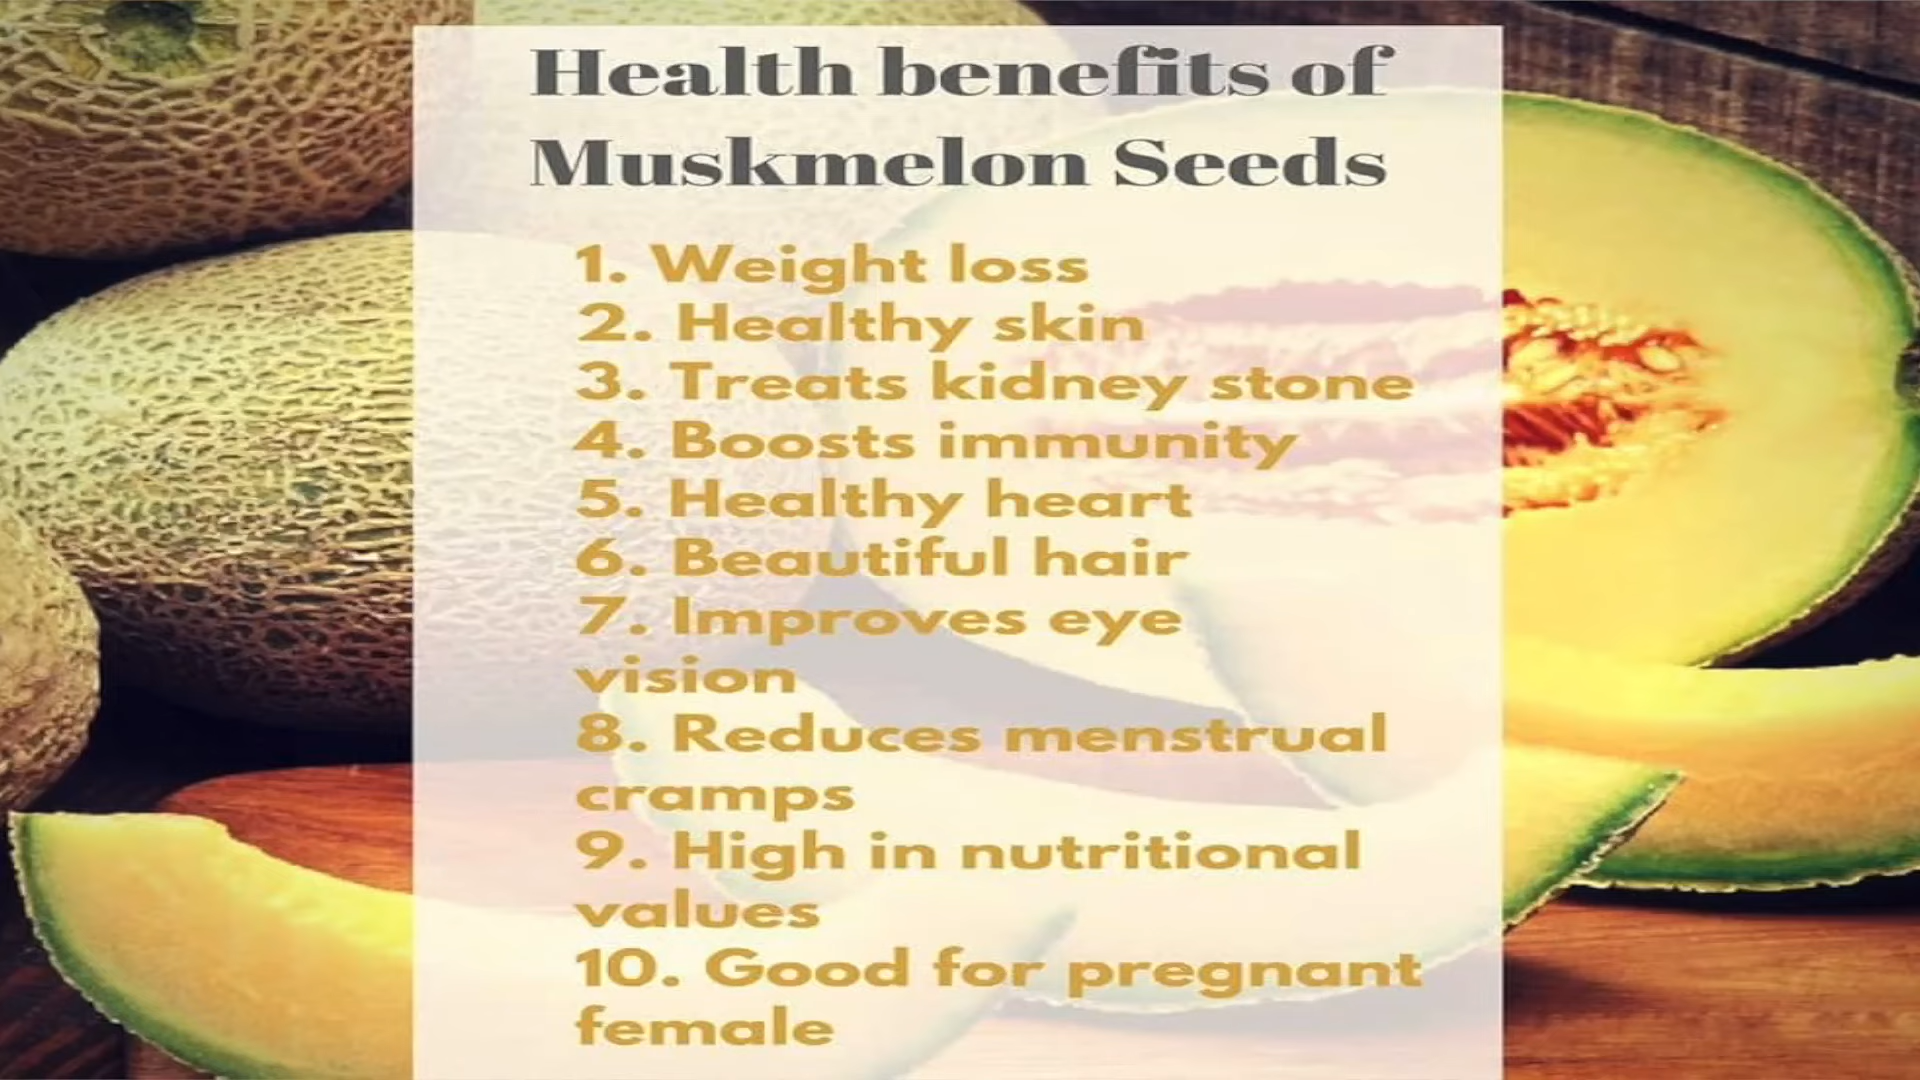 Health benefits of
Muskmelon Seeds
1. Weight loss
2. Healthy skin
3. Treats kidney stone
4. Boosts immunity
5. Healthy heart
6. Beautiful hair
7. Improves eye
vision
8. Reduces menstrual
cramps
9. High in nutritional
values
10. Good for pregnant
female